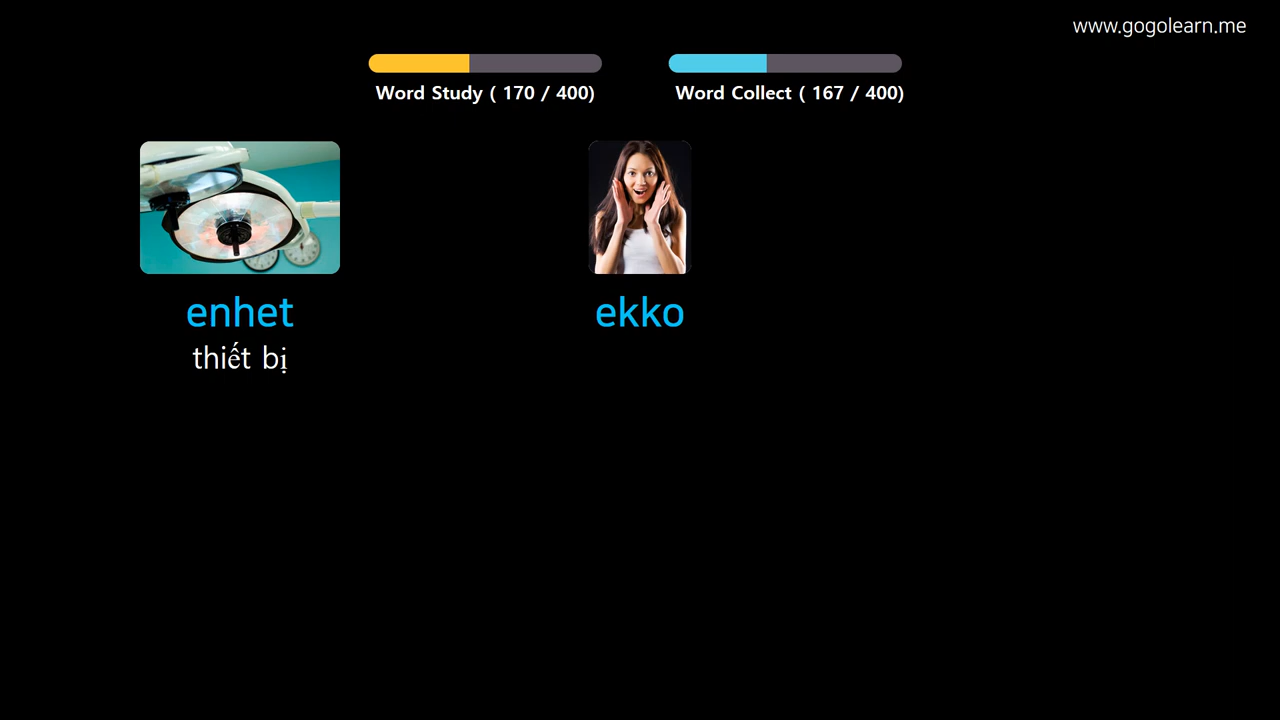 www.gogolearn.me
Word Study ( 170 / 400)
Word Collect ( 167 / 400)
enhet
thiết bị
ekko